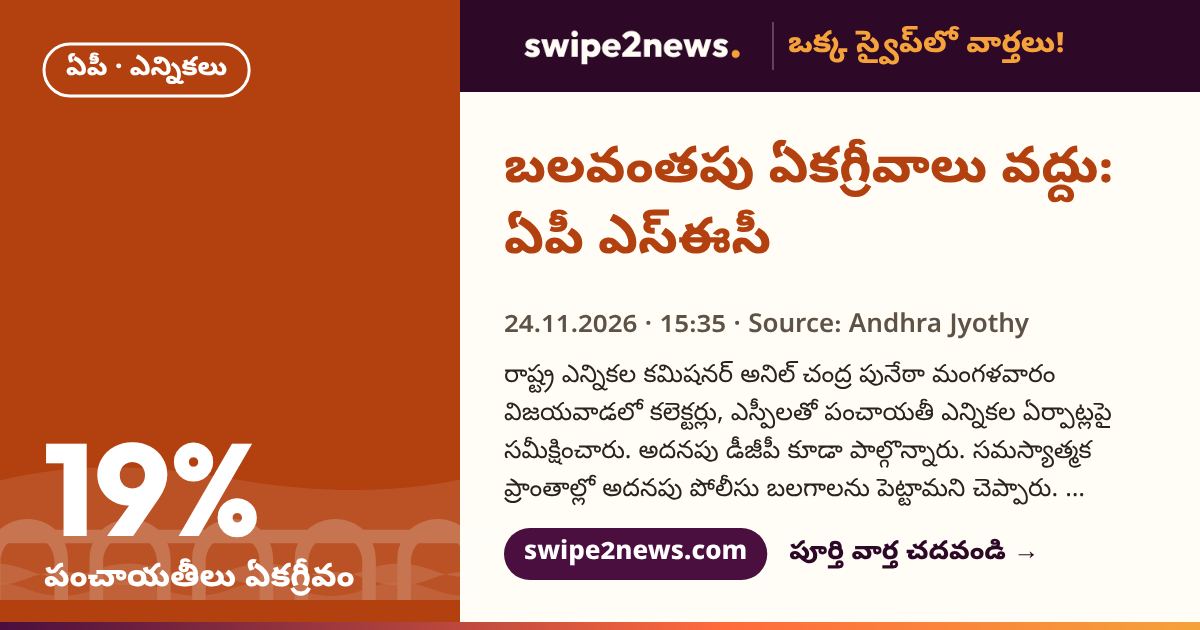 ఏపీ · ఎన్నికలు
19%
పంచాయతీలు ఏకగ్రీవం
swipe2news.
ఒక్క స్వైప్‌లో వార్తలు!
బలవంతపు ఏకగ్రీవాలు వద్దు:
ఏపీ ఎస్ఈసీ
24.11.2026 · 15:35 · Source: Andhra Jyothy
రాష్ట్ర ఎన్నికల కమిషనర్ అనిల్ చంద్ర పునేఠా మంగళవారం
విజయవాడలో కలెక్టర్లు, ఎస్పీలతో పంచాయతీ ఎన్నికల ఏర్పాట్లపై
సమీక్షించారు. అదనపు డీజీపీ కూడా పాల్గొన్నారు. సమస్యాత్మక
ప్రాంతాల్లో అదనపు పోలీసు బలగాలను పెట్టామని చెప్పారు. ...
swipe2news.com
పూర్తి వార్త చదవండి →